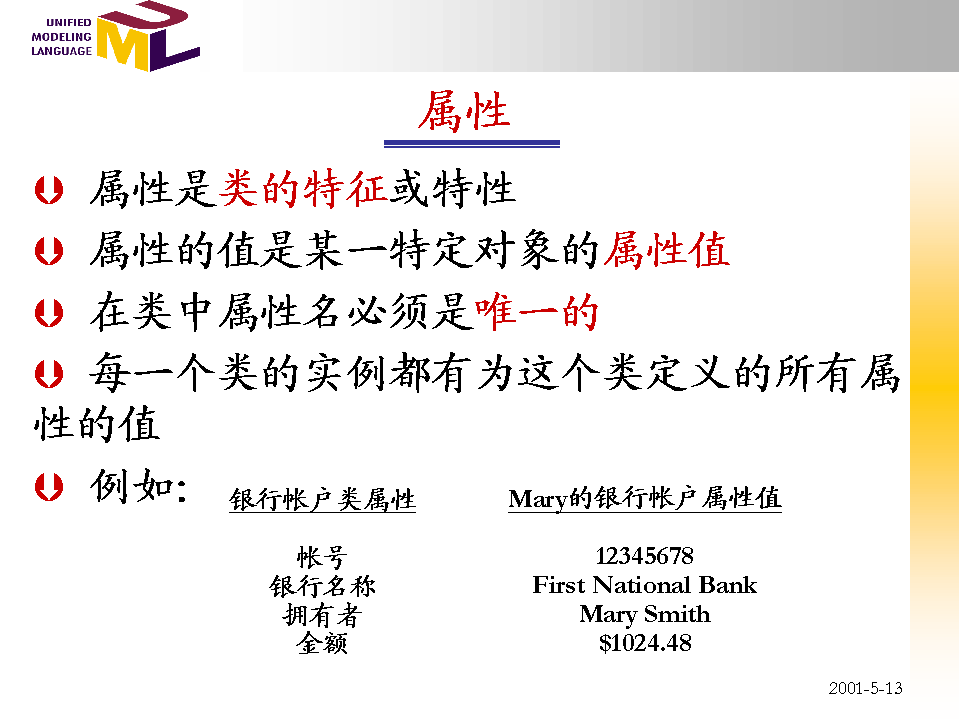 UNIFIED
MODELING
LANGUAGE
UML
属性
属性是类的特征或特性
属性的值是某一特定对象的属性值
在类中属性名必须是唯一的
每一个类的实例都有为这个类定义的所有属
性的值
例如:
银行帐户类属性 Mary的银行帐户属性值
帐号 12345678
银行名称 First National Bank
拥有者 Mary Smith
金额 $1024.48
2001-5-13